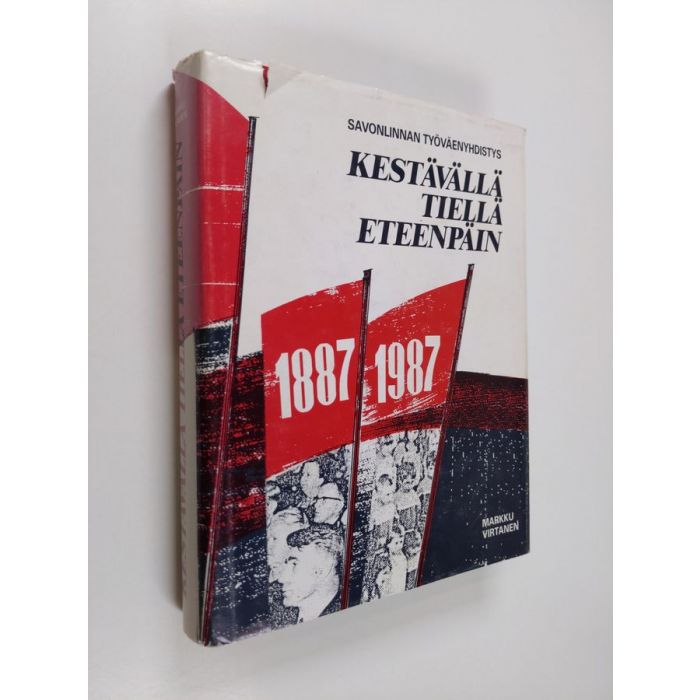 SAVONLINNAN TYÖVÄENYHDISTYS
KESTÄVÄLLÄ
TIELLÄ
ETEENPÄIN
1887
1987
MARKKU
VIRTANEN